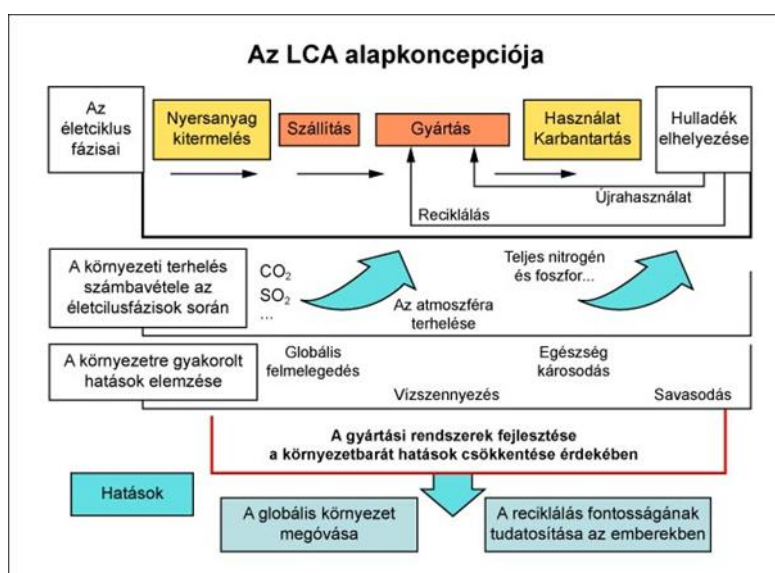 Az LCA alapkoncepciója
Az
életciklus
fázisai
Nyersanyag
kitermelés
Szállítás
Gyártás
Használat
Karbantartás
Hulladék
elhelyezése
Újrahasználat
Reciklálás
A környezeti terhelés
számbavétele az
életcilusfázisok során
CO₂
SO₂
...
Az atmoszféra
terhelése
Teljes nitrogén
és foszfor...
A környezetre gyakorolt
hatások elemzése
Globális
felmelegedés
Vízszennyezés
Egészség
károsodás
Savasodás
A gyártási rendszerek fejlesztése
a környezetbarát hatások csökkentése érdekében
Hatások
A globális környezet
megóvása
A reciklálás fontosságának
tudatosítása az emberekben